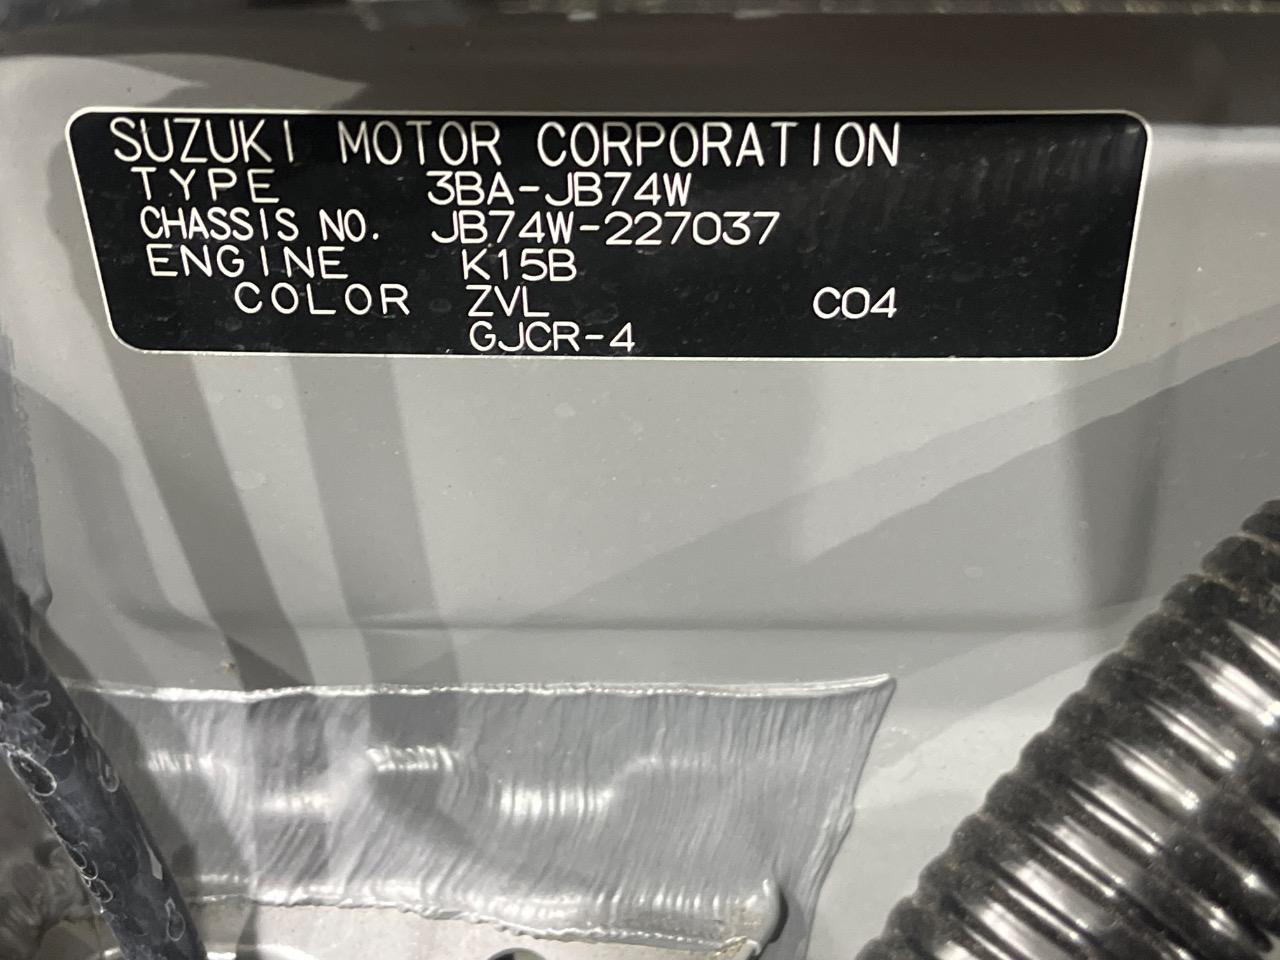 SUZUKI MOTOR CORPORATION
TYPE 3BA-JB74W
CHASSIS NO. JB74W-227037
ENGINE K15B
COLOR ZVL C04
GJCR-4